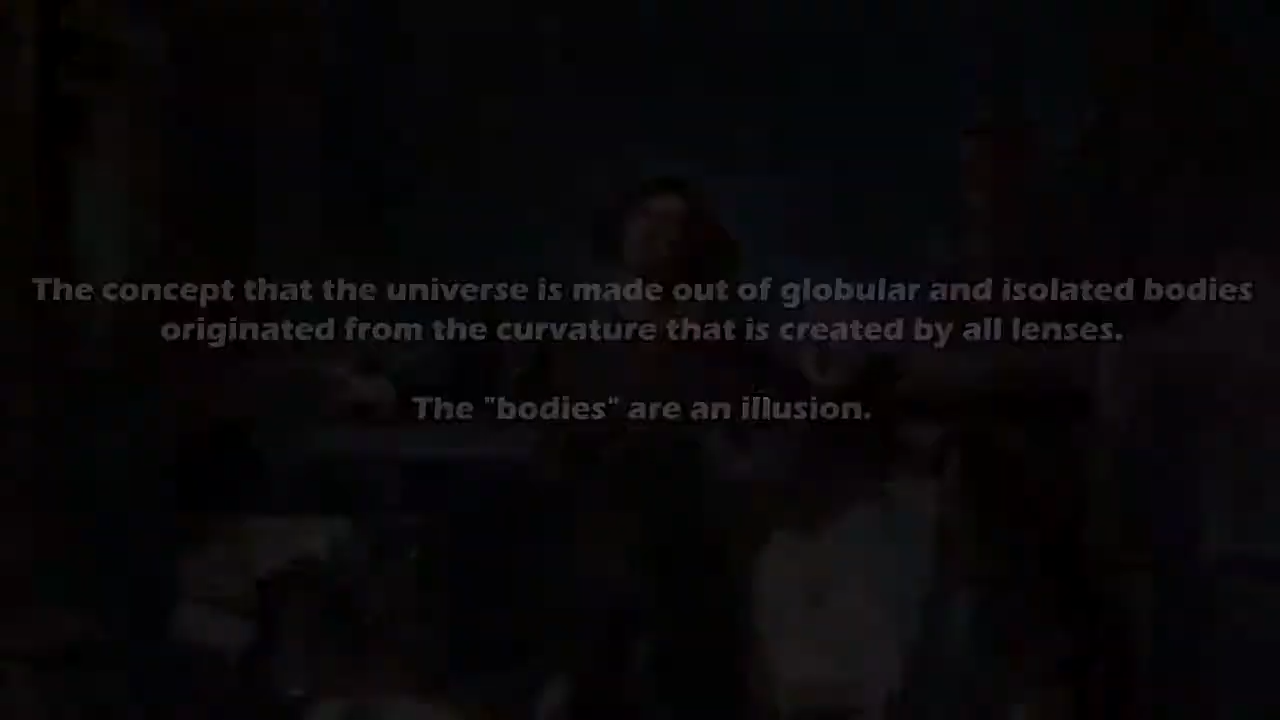 The concept that the universe is made out of globular and isolated bodies
originated from the curvature that is created by all lenses.
The "bodies" are an illusion.